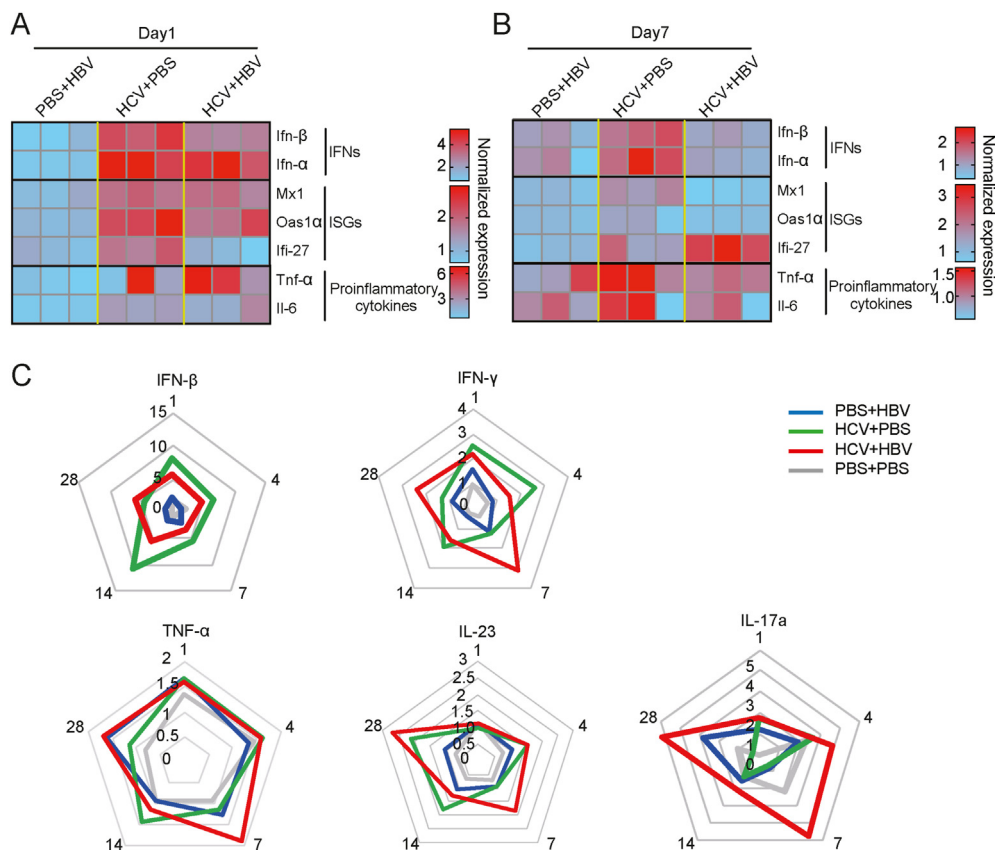 A
Day1
PBS+HBV
HCV+PBS
HCV+HBV
Ifn-β
Ifn-α
IFNs
Mx1
Oas1α
Ifi-27
ISGs
Tnf-α
Il-6
Proinflammatory
cytokines
4
2
2
6
3
Normalized expression
B
Day7
PBS+HBV
HCV+PBS
HCV+HBV
Ifn-β
Ifn-α
IFNs
Mx1
Oas1α
Ifi-27
ISGs
Tnf-α
Il-6
Proinflammatory
cytokines
2
1
3
2
1
1.5
1.0
Normalized expression
C
IFN-β
1
15
10
5
0
4
7
14
28
IFN-γ
1
4
3
2
1
0
4
7
14
28
PBS+HBV
HCV+PBS
HCV+HBV
PBS+PBS
TNF-α
1
2
1.5
1
0.5
0
4
7
14
28
IL-23
1
3
2.5
2
1.5
1
0.5
0
4
7
14
28
IL-17a
1
5
4
3
2
1
0
4
7
14
28